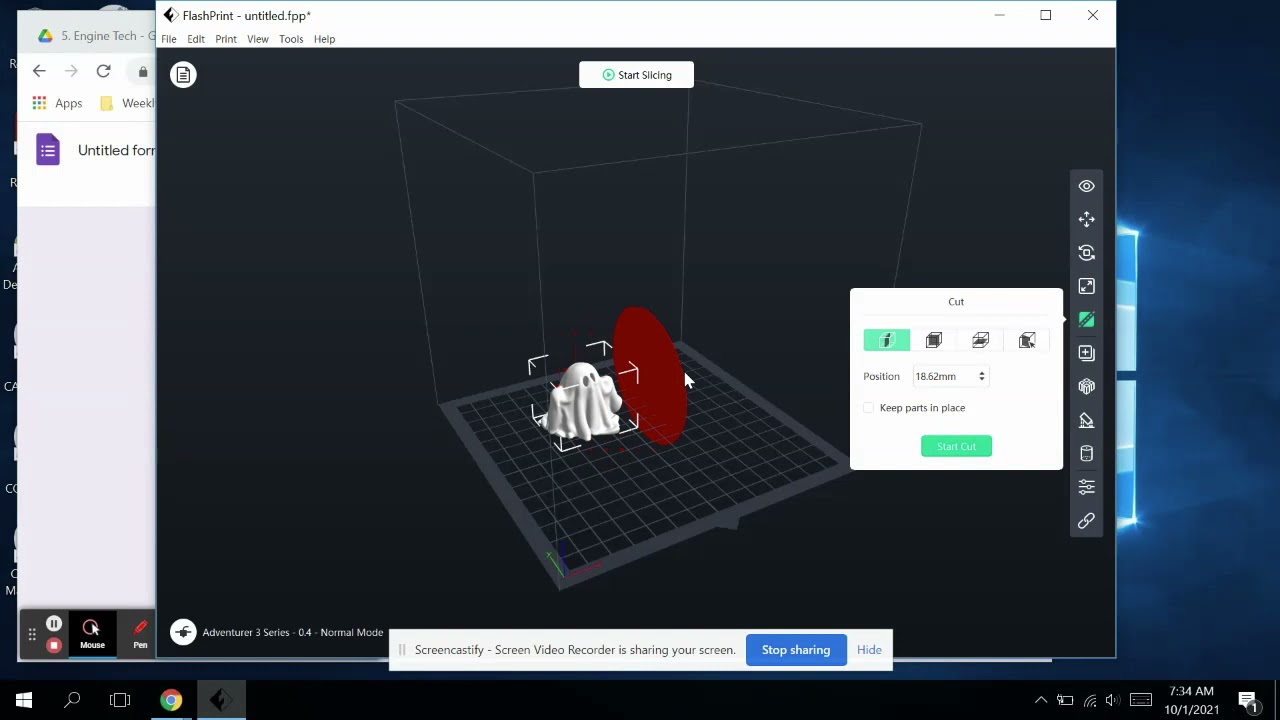 FlashPrint - untitled.fpp*
5. Engine Tech - G
File Edit Print View Tools Help
Start Slicing
Apps
Weekl
Untitled forr
Cut
Position 18.62mm
Keep parts in place
Start Cut
Mouse
Pen
Adventurer 3 Series - 0.4 - Normal Mode
Screencastify - Screen Video Recorder is sharing your screen.
Stop sharing
Hide
7:34 AM
10/1/2021
1